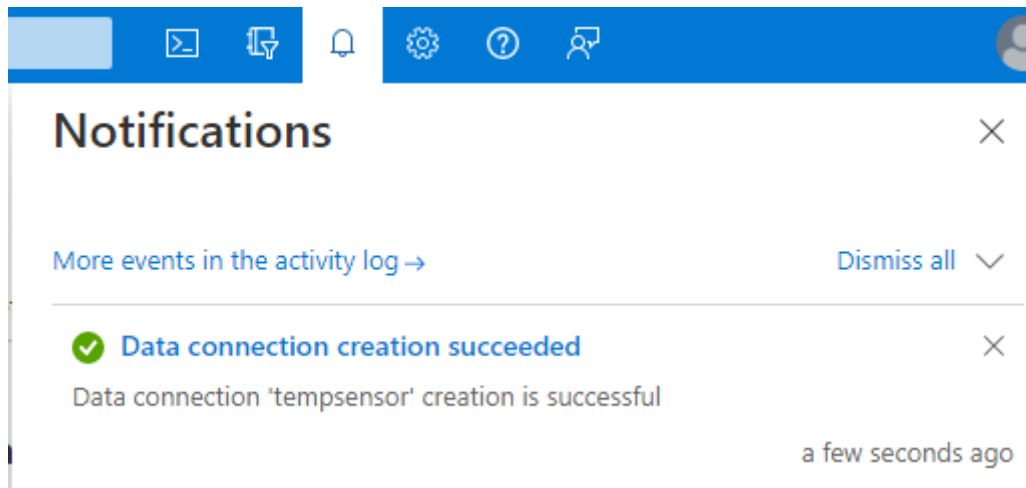 Notifications
More events in the activity log → Dismiss all
Data connection creation succeeded
Data connection 'tempsensor' creation is successful
a few seconds ago